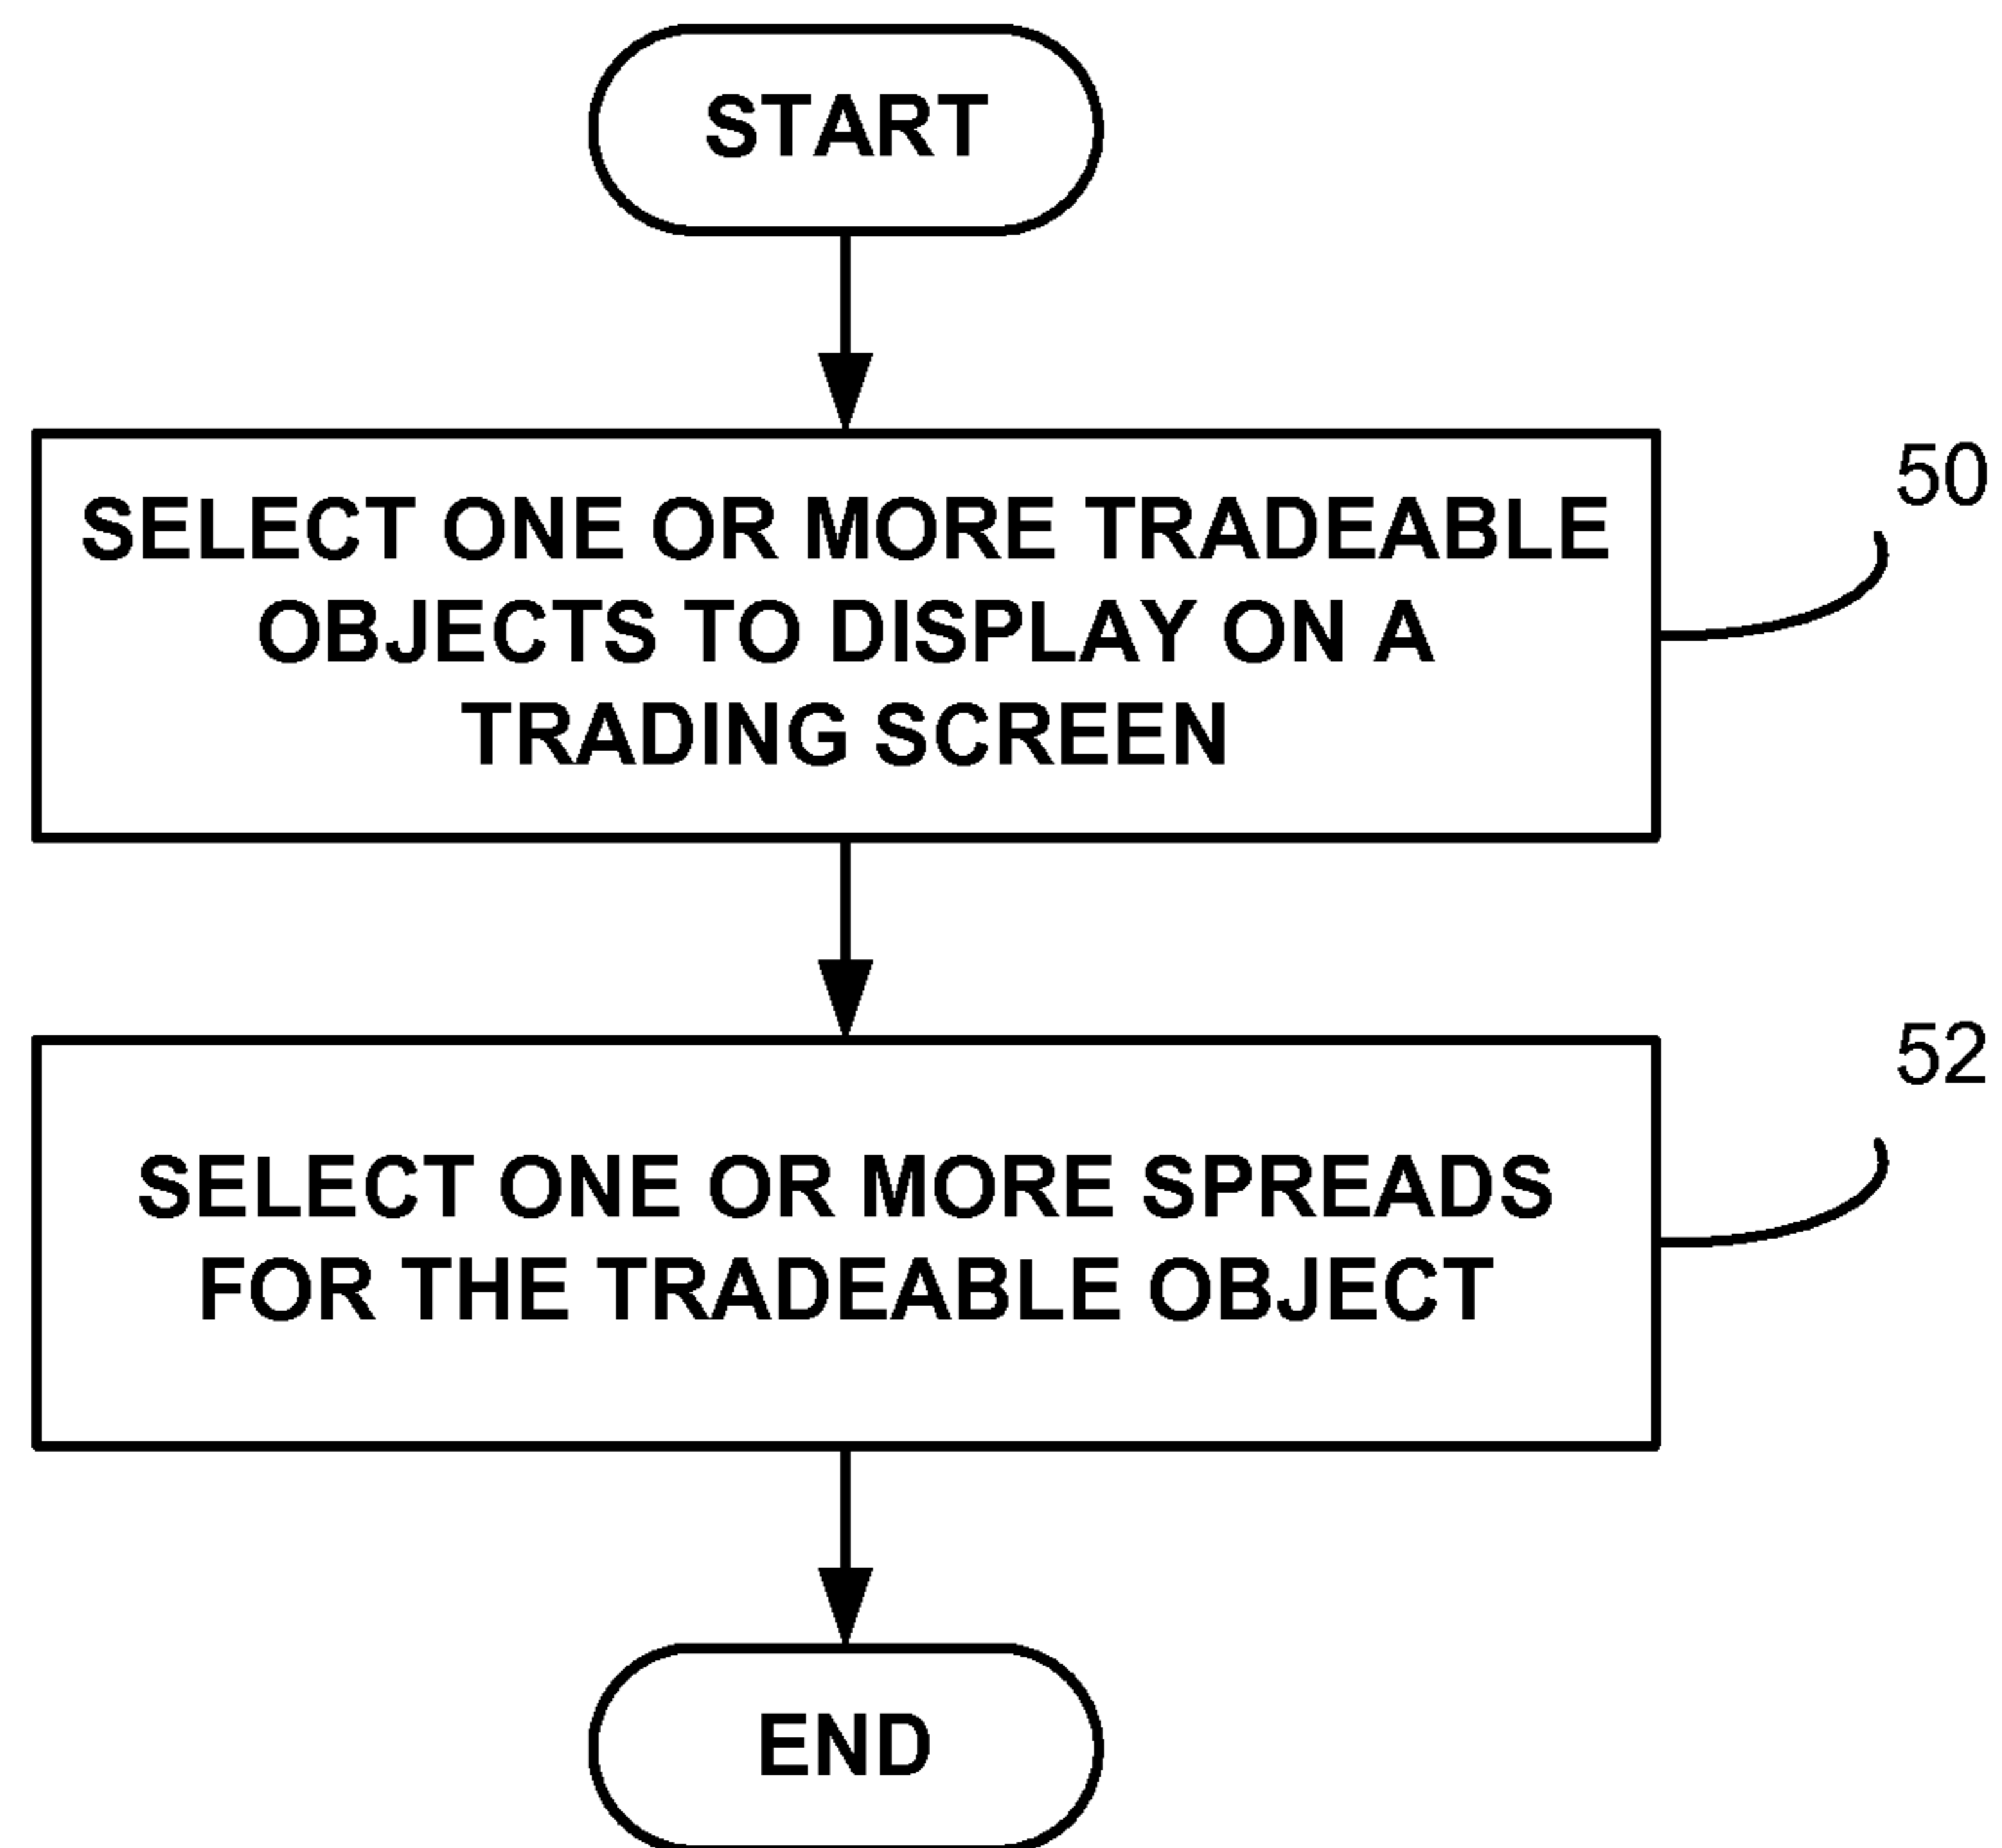 START
SELECT ONE OR MORE TRADEABLE
OBJECTS TO DISPLAY ON A
TRADING SCREEN
50
SELECT ONE OR MORE SPREADS
FOR THE TRADEABLE OBJECT
52
END